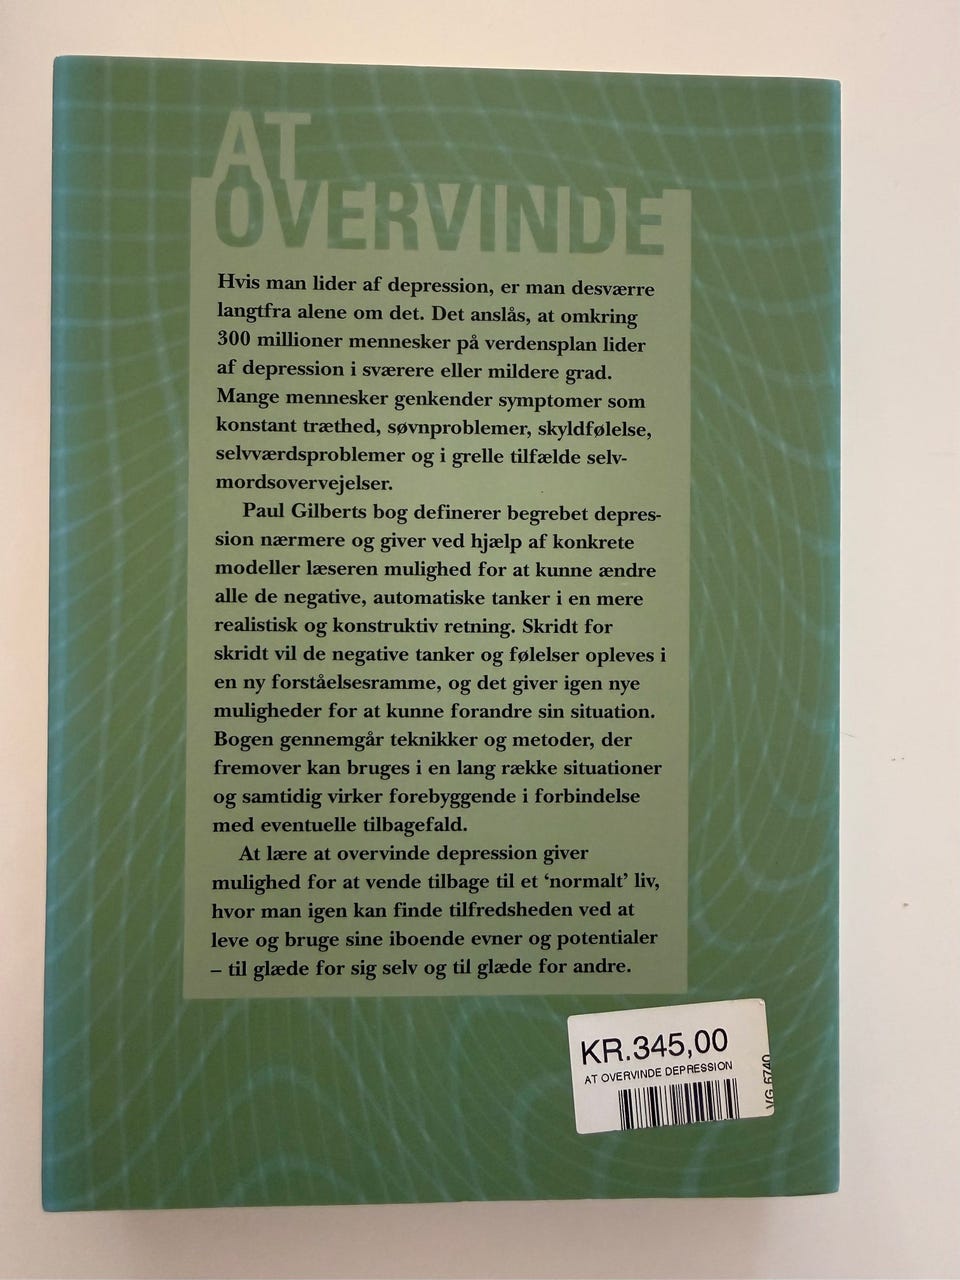 AT
OVERVINDE
Hvis man lider af depression, er man desværre
langtfra alene om det. Det anslås, at omkring
300 millioner mennesker på verdensplan lider
af depression i sværere eller mildere grad.
Mange mennesker genkender symptomer som
konstant træthed, søvnproblemer, skyldfølelse,
selvværdsproblemer og i grelle tilfælde selv-
mordsovervejelser.
Paul Gilberts bog definerer begrebet depres-
sion nærmere og giver ved hjælp af konkrete
modeller læseren mulighed for at kunne ændre
alle de negative, automatiske tanker i en mere
realistisk og konstruktiv retning. Skridt for
skridt vil de negative tanker og følelser opleves i
en ny forståelsesramme, og det giver igen nye
muligheder for at kunne forandre sin situation.
Bogen gennemgår teknikker og metoder, der
fremover kan bruges i en lang række situationer
og samtidig virker forebyggende i forbindelse
med eventuelle tilbagefald.
At lære at overvinde depression giver
mulighed for at vende tilbage til et ‘normalt’ liv,
hvor man igen kan finde tilfredsheden ved at
leve og bruge sine iboende evner og potentialer
– til glæde for sig selv og til glæde for andre.
KR.345,00
AT OVERVINDE DEPRESSION
VG 6740